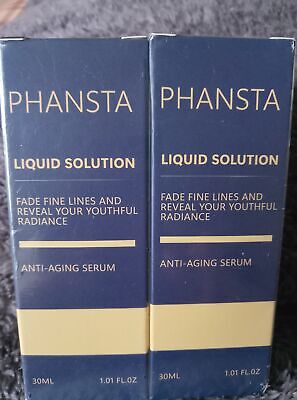 PHANSTA
LIQUID SOLUTION
FADE FINE LINES AND
REVEAL YOUR YOUTHFUL
RADIANCE
ANTI-AGING SERUM
30ML 1.01 FL.OZ
PHANSTA
LIQUID SOLUTION
FADE FINE LINES AND
REVEAL YOUR YOUTHFUL
RADIANCE
ANTI-AGING SERUM
30ML 1.01 FL.OZ